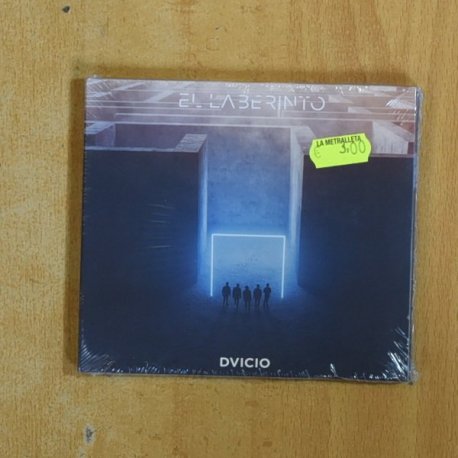 EL LABERINTO
LA METRALLETA
€ 3.00
DVICIO